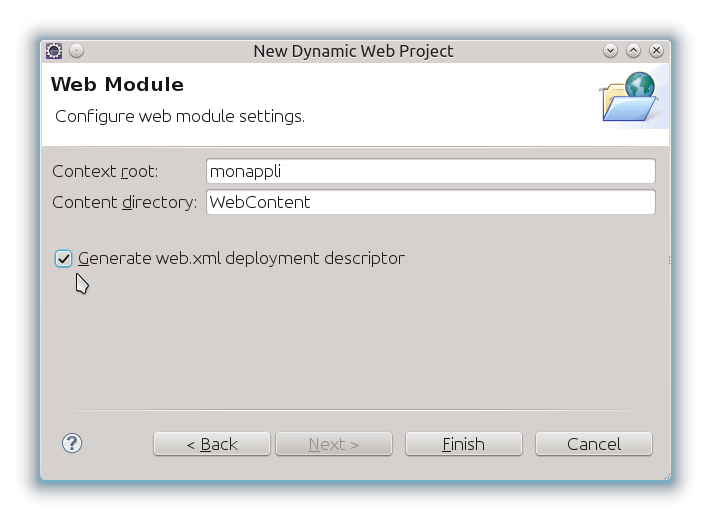 New Dynamic Web Project
Web Module
Configure web module settings.
Context root: monappli
Content directory: WebContent
Generate web.xml deployment descriptor
? < Back Next > Finish Cancel